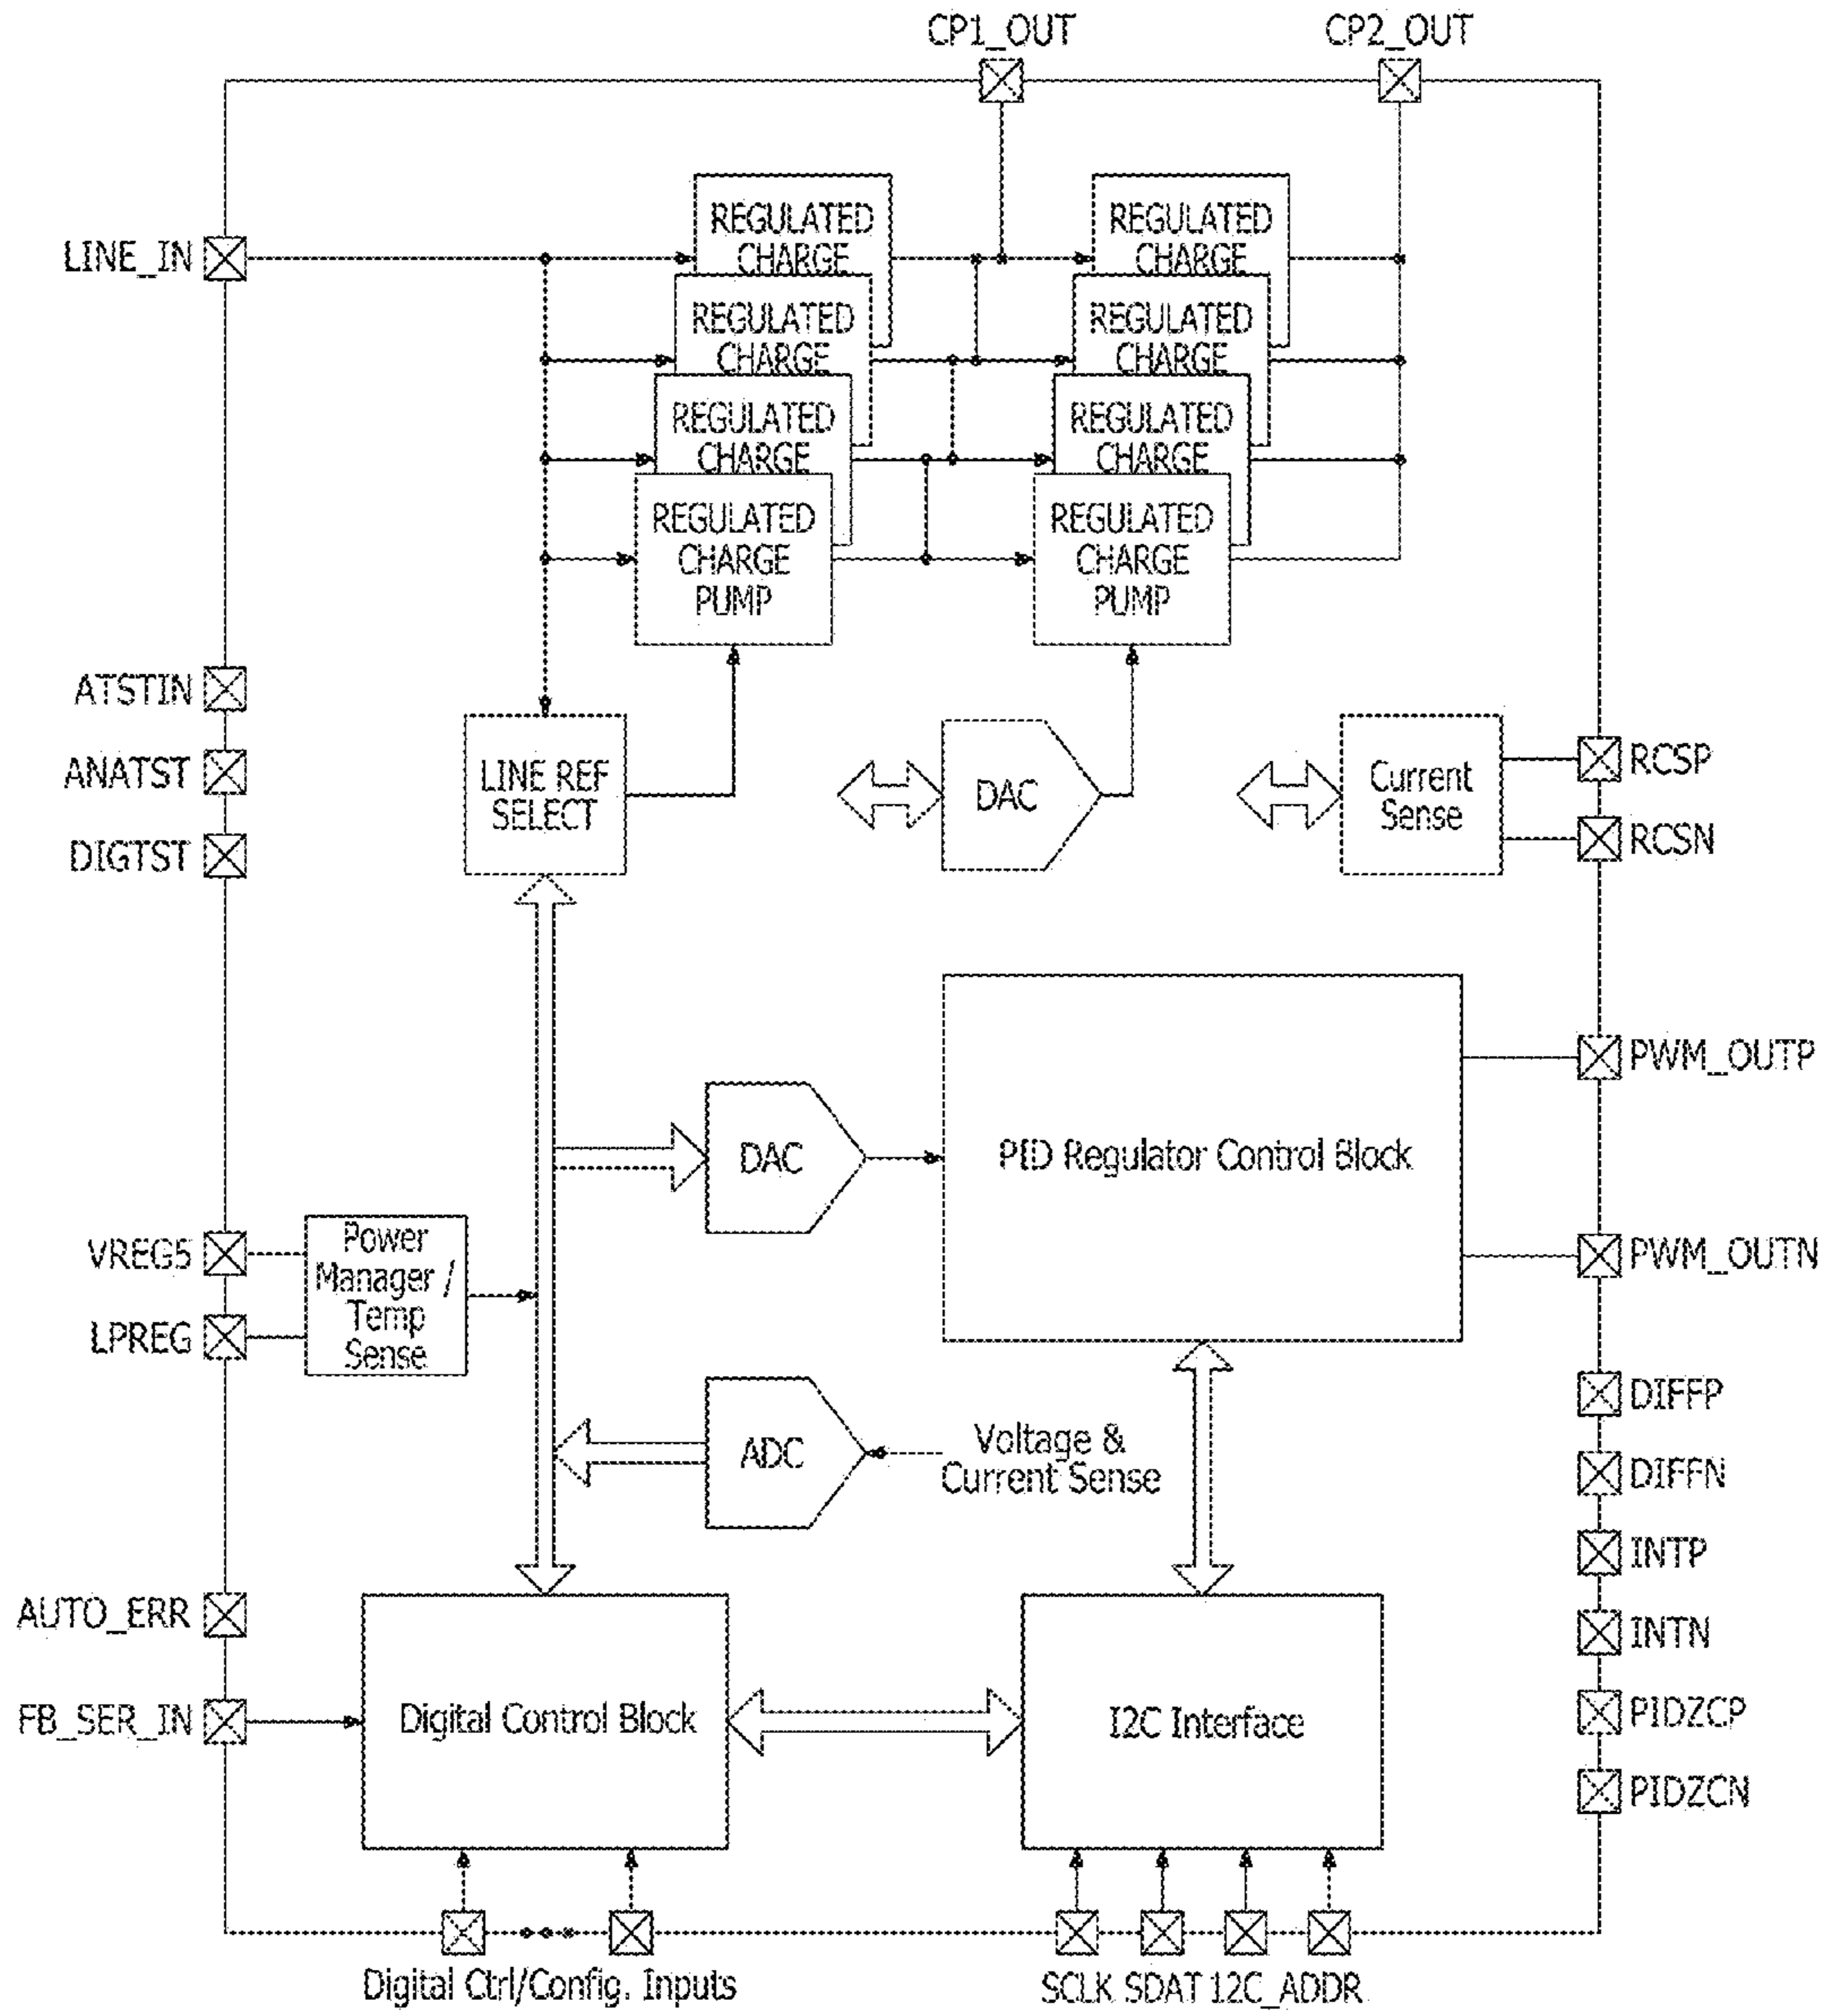 CP1_OUT
CP2_OUT
LINE_IN
REGULATED
CHARGE
REGULATED
CHARGE
REGULATED
CHARGE
REGULATED
CHARGE
PUMP
REGULATED
CHARGE
REGULATED
CHARGE
REGULATED
CHARGE
REGULATED
CHARGE
PUMP
ATSTIN
ANATST
DIGTST
LINE REF
SELECT
DAC
Current
Sense
RCSP
RCSN
PWM_OUTP
DAC
PID Regulator Control Block
VREG5
LPREG
Power
Manager /
Temp
Sense
PWM_OUTN
ADC
Voltage &
Current Sense
DIFFP
DIFFN
INTP
INTN
PIDZCP
PIDZCN
AUTO_ERR
FB_SER_IN
Digital Control Block
I2C Interface
Digital Ctrl/Config. Inputs
SCLK SDAT I2C_ADDR